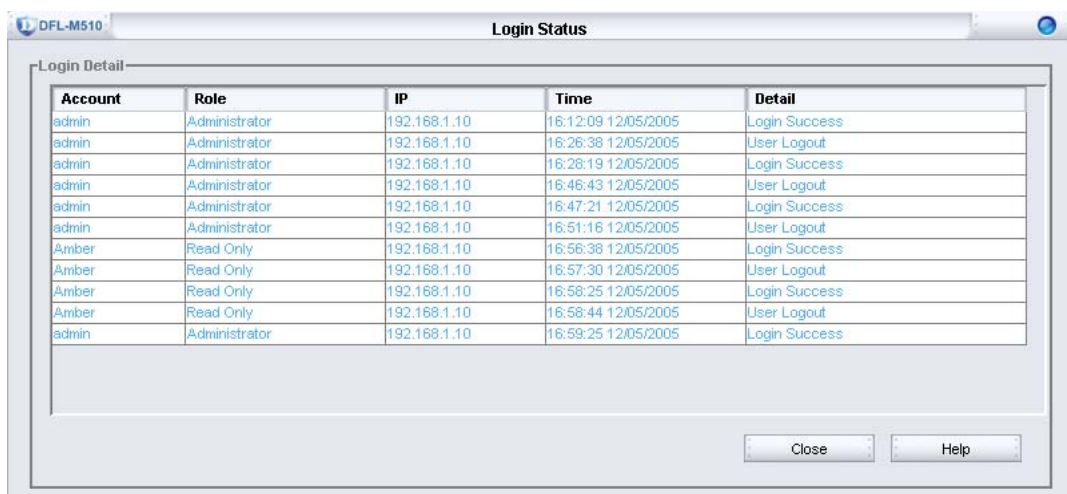 DFL-M510
Login Status
Login Detail
Account Role IP Time Detail
admin Administrator 192.168.1.10 16:12:09 12/05/2005 Login Success
admin Administrator 192.168.1.10 16:26:38 12/05/2005 User Logout
admin Administrator 192.168.1.10 16:28:19 12/05/2005 Login Success
admin Administrator 192.168.1.10 16:46:43 12/05/2005 User Logout
admin Administrator 192.168.1.10 16:47:21 12/05/2005 Login Success
admin Administrator 192.168.1.10 16:51:16 12/05/2005 User Logout
Amber Read Only 192.168.1.10 16:56:38 12/05/2005 Login Success
Amber Read Only 192.168.1.10 16:57:30 12/05/2005 User Logout
Amber Read Only 192.168.1.10 16:58:25 12/05/2005 Login Success
Amber Read Only 192.168.1.10 16:58:44 12/05/2005 User Logout
admin Administrator 192.168.1.10 16:59:25 12/05/2005 Login Success
Close Help